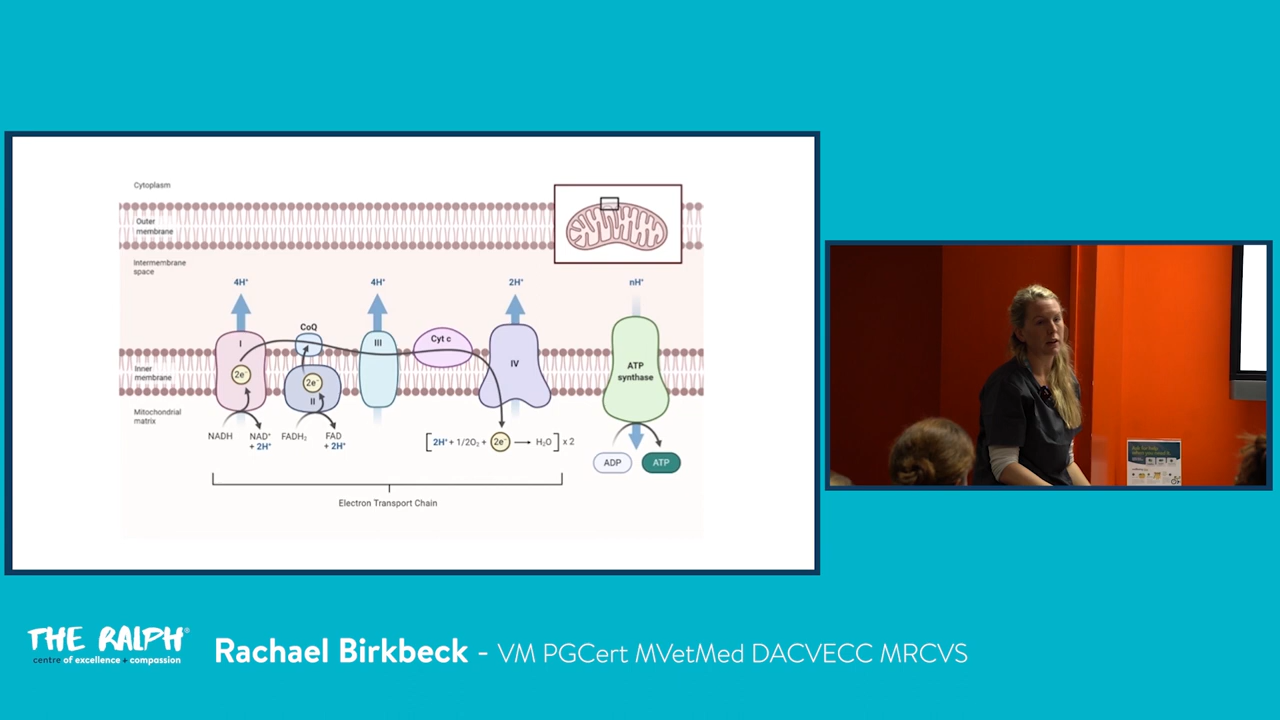 Cytoplasm
Outer
membrane
Intermembrane
space
4H⁺
4H⁺
2H⁺
nH⁺
CoQ
I
III
Cyt c
IV
ATP
synthase
2e⁻
2e⁻
II
Inner
membrane
Mitochondrial
matrix
NADH
NAD⁺
+ 2H⁺
FADH₂
FAD
+ 2H⁺
[2H⁺ + 1/2O₂ + 2e⁻ → H₂O] x 2
ADP
ATP
Electron Transport Chain
THE RALPH®
centre of excellence + compassion
Rachael Birkbeck - VM PGCert MVetMed DACVECC MRCVS